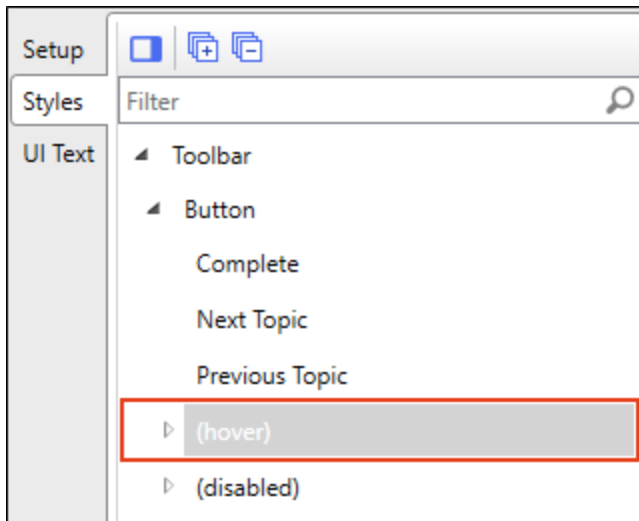 Setup
Styles
Filter
UI Text
Toolbar
Button
Complete
Next Topic
Previous Topic
(hover)
(disabled)